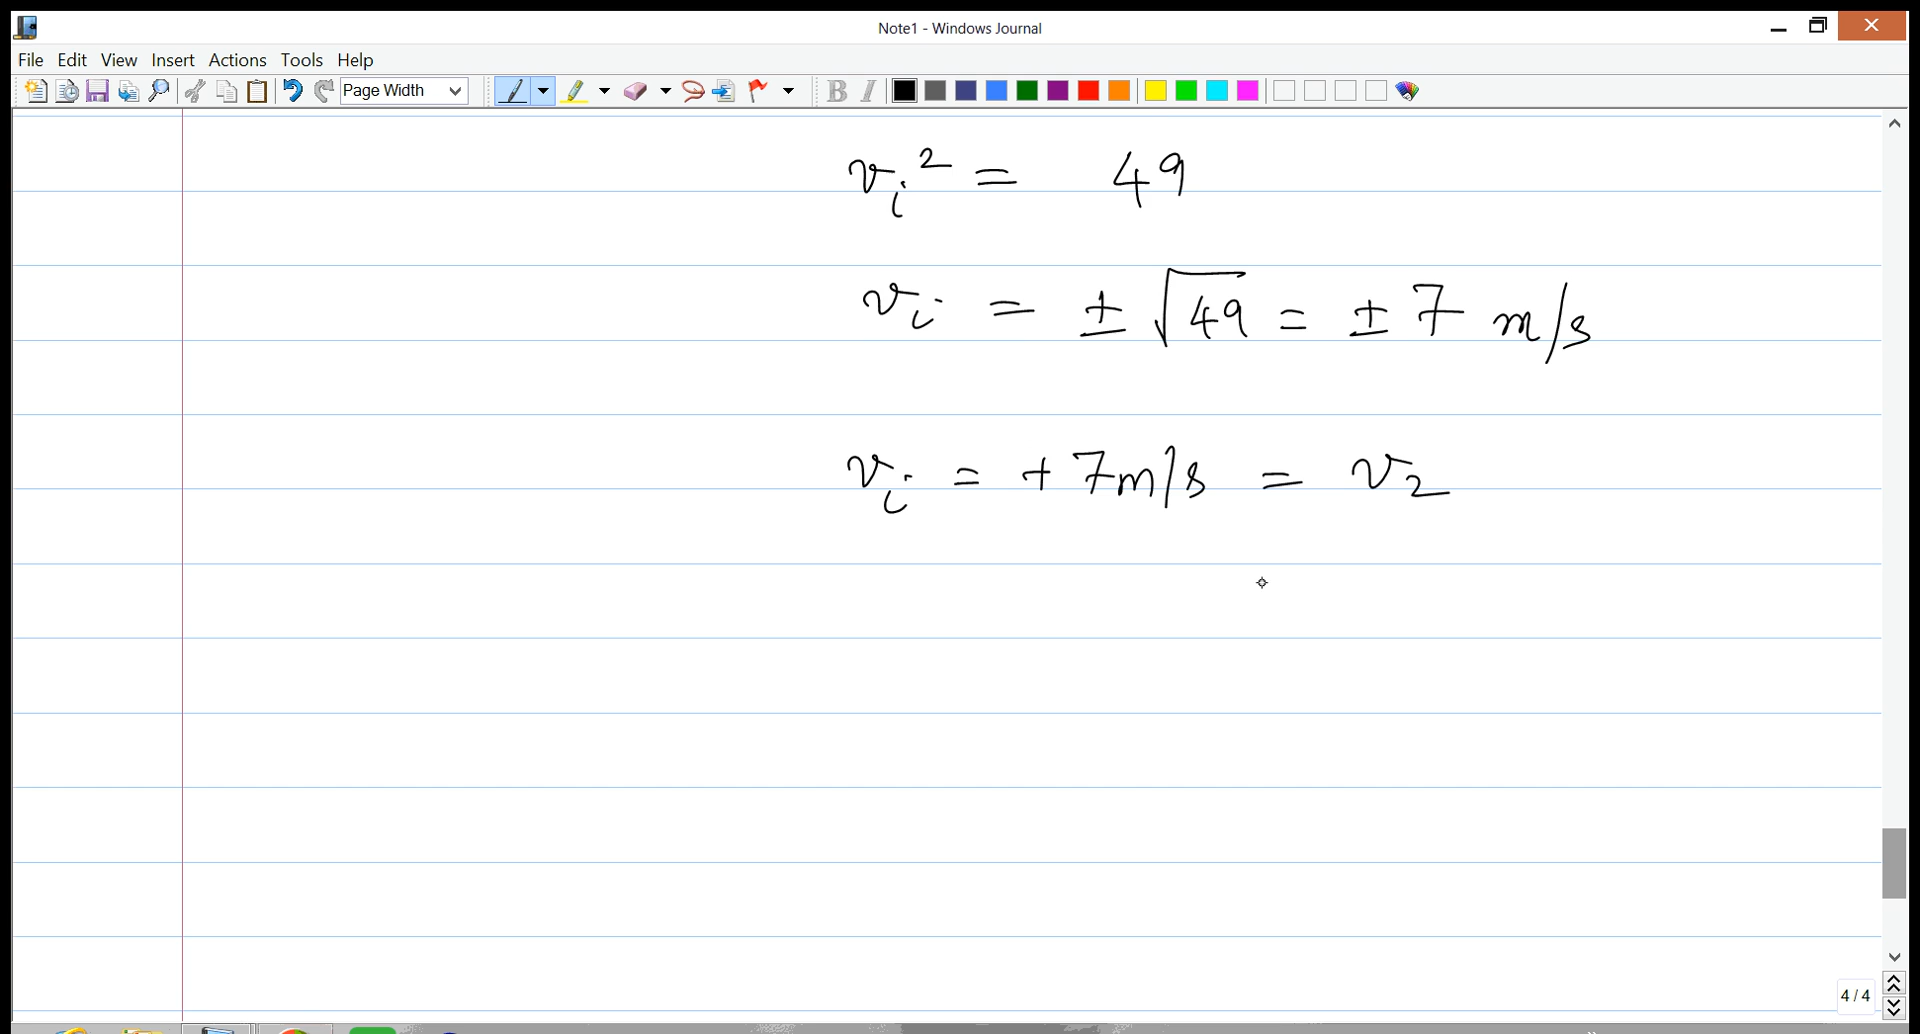 Note1 - Windows Journal
File Edit View Insert Actions Tools Help
Page Width B I
vᵢ² = 49
vᵢ = ± √49 = ± 7 m/s
vᵢ = + 7m/s = v₂
4 / 4